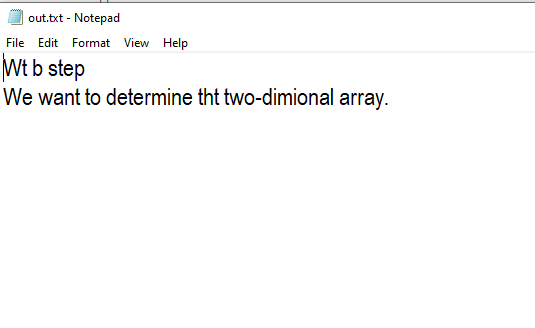 out.txt - Notepad
File Edit Format View Help
Wt b step
We want to determine tht two-dimional array.